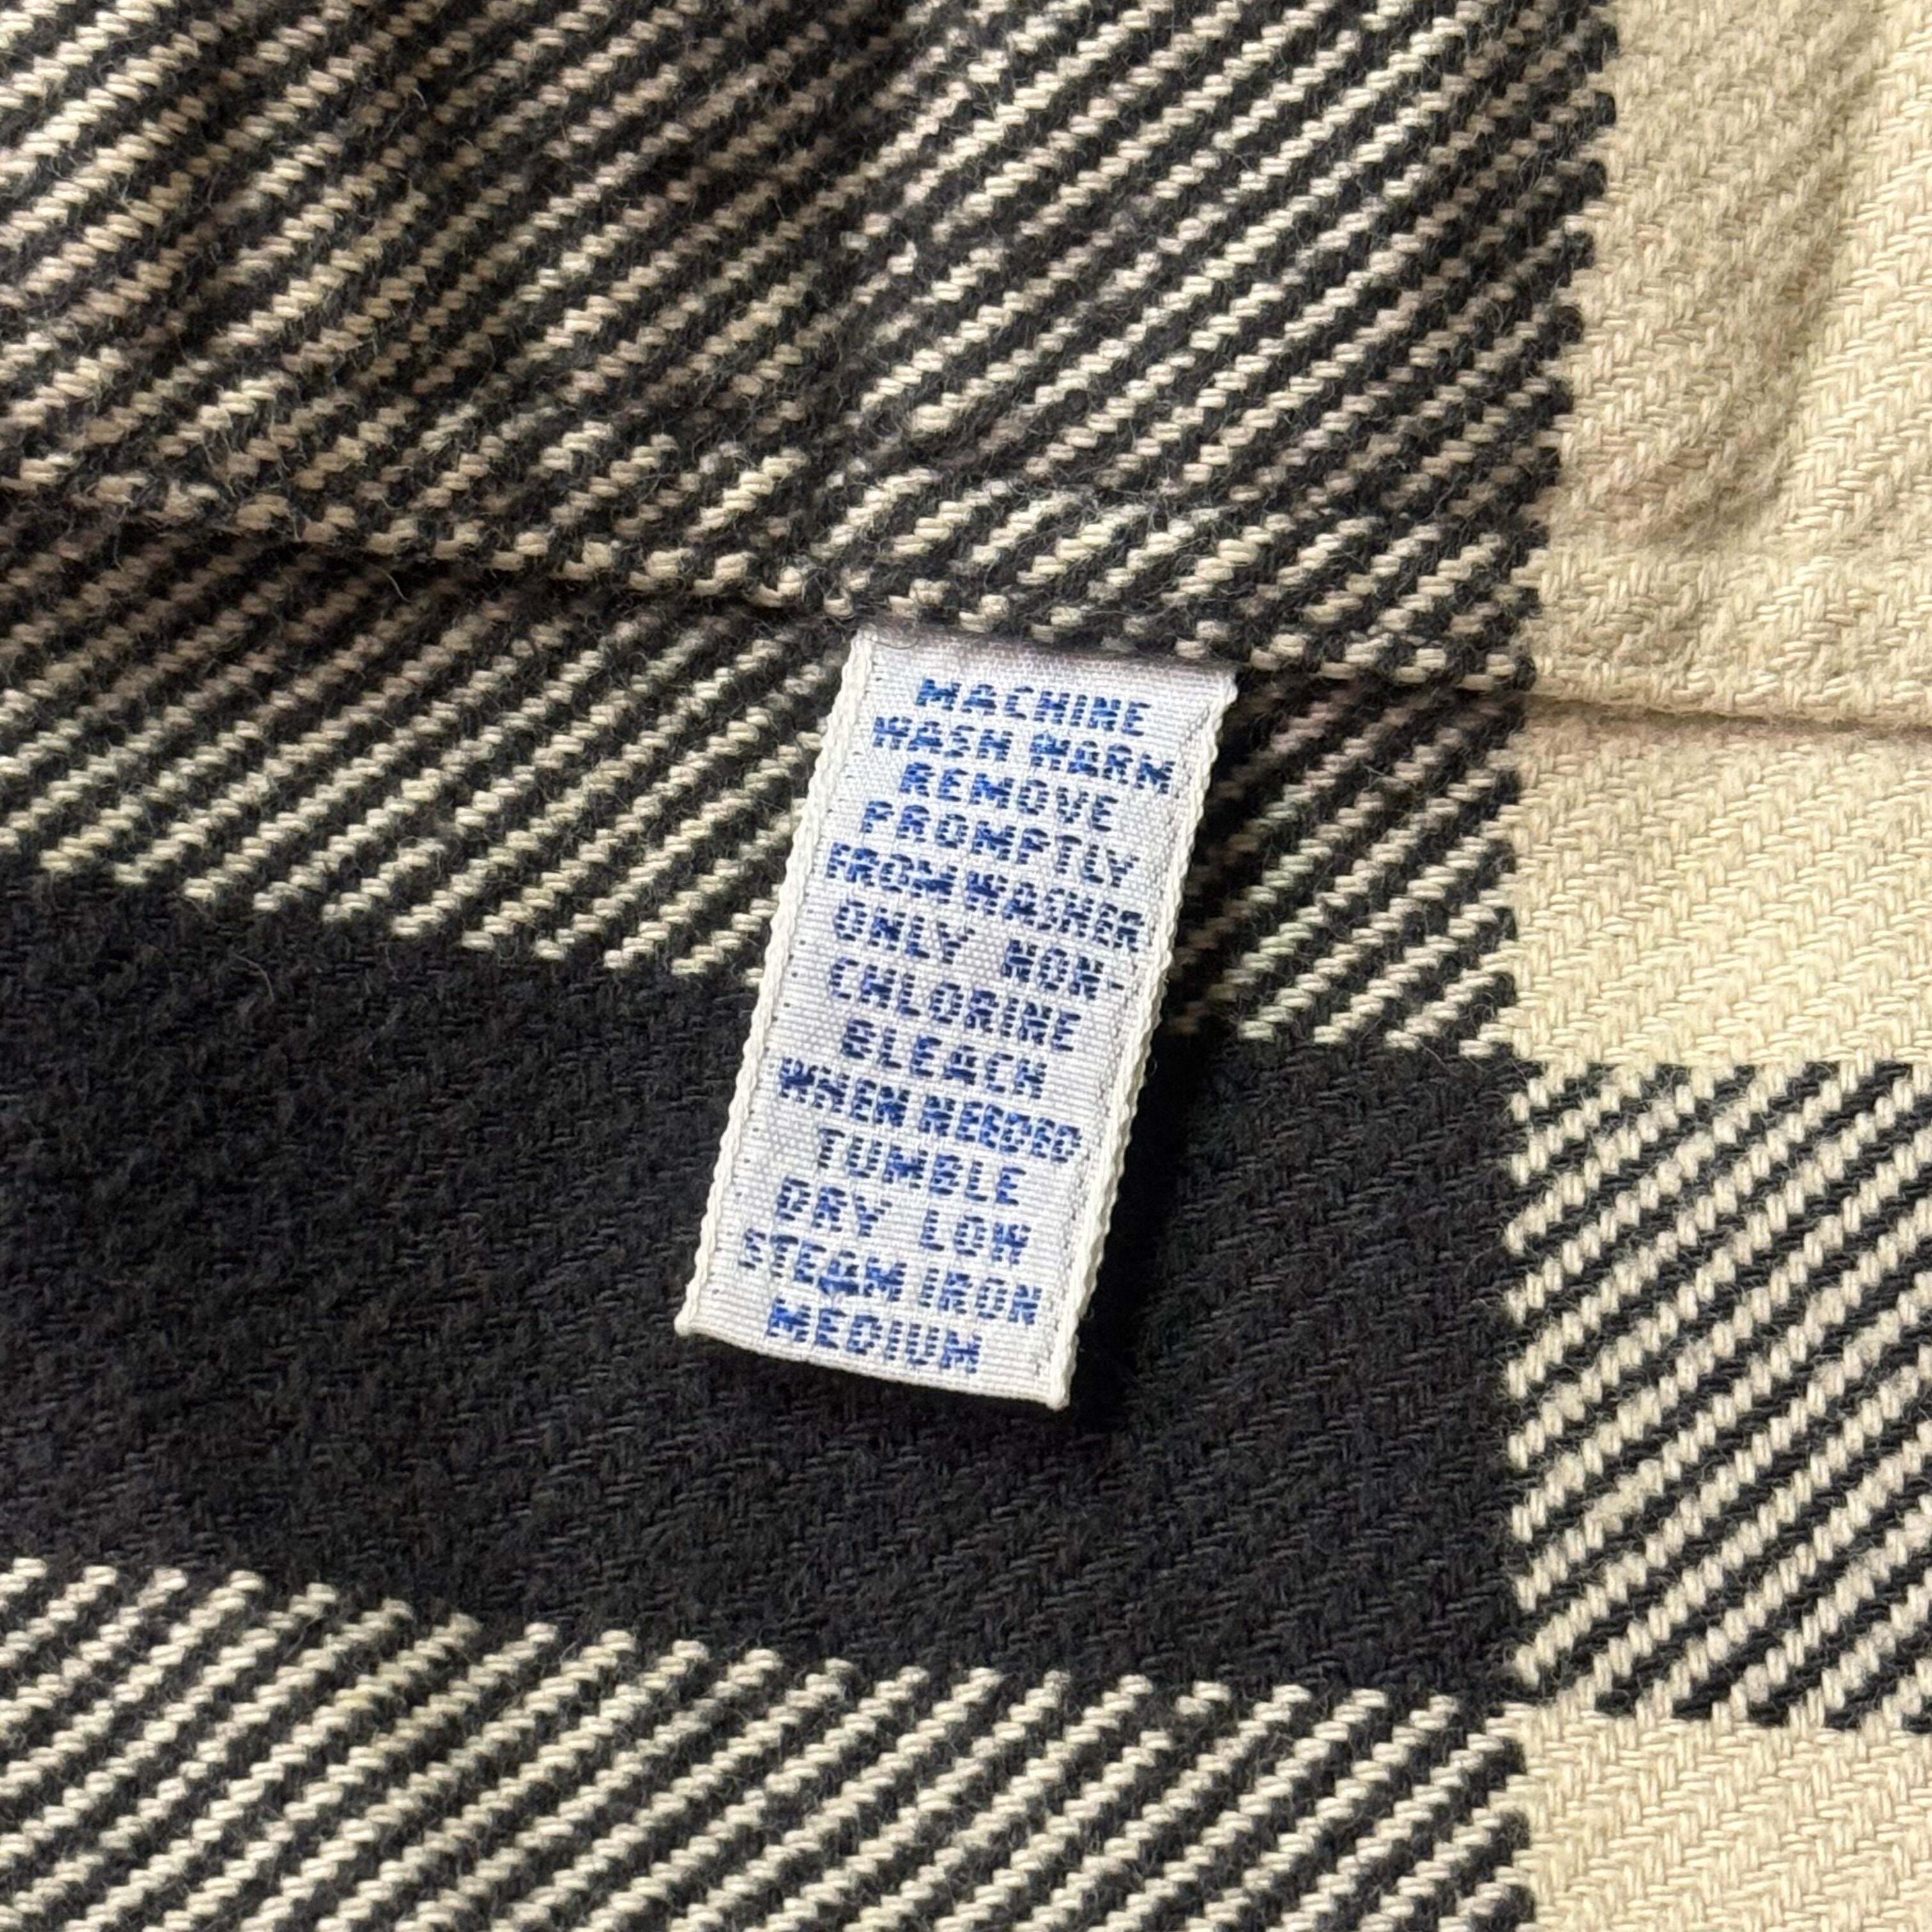 MACHINE
WASH WARM
REMOVE
PROMPTLY
FROM WASHER
ONLY NON-
CHLORINE
BLEACH
WHEN NEEDED
TUMBLE
DRY LOW
STEAM IRON
MEDIUM